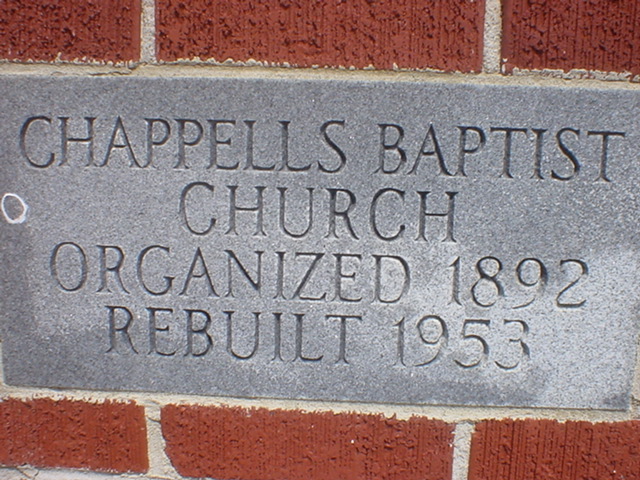 CHAPPELLS BAPTIST
CHURCH
ORGANIZED 1892
REBUILT 1953